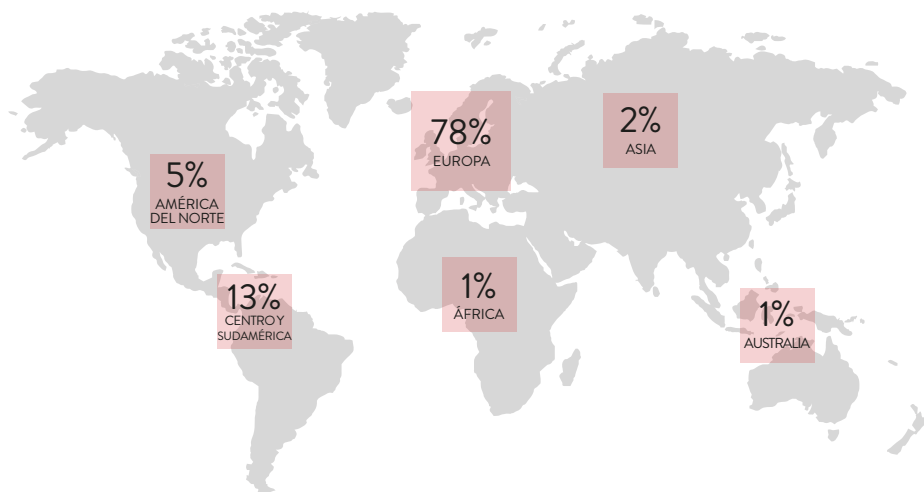 78%
EUROPA
2%
ASIA
5%
AMÉRICA
DEL NORTE
1%
ÁFRICA
13%
CENTRO Y
SUDAMÉRICA
1%
AUSTRALIA